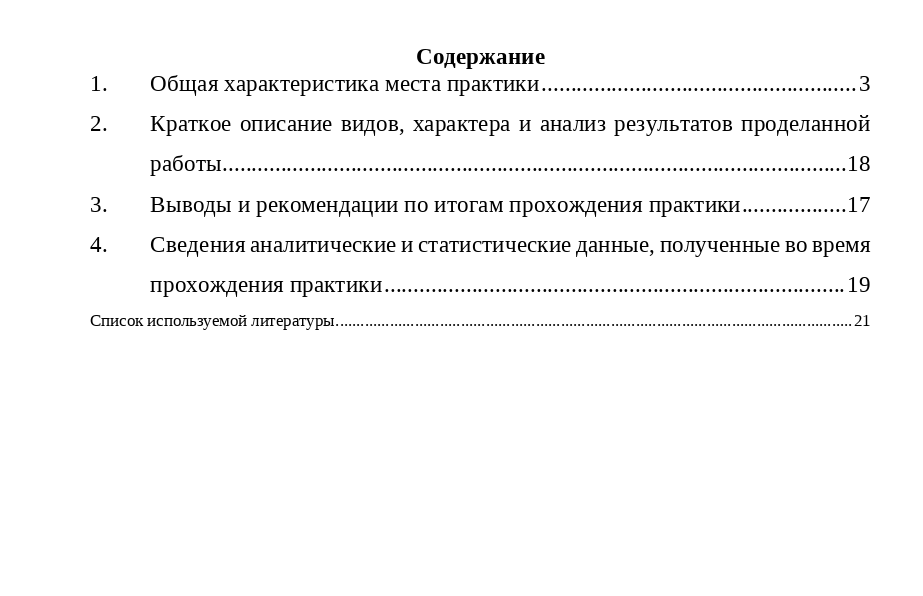 Содержание
1. Общая характеристика места практики......................................................3
2. Краткое описание видов, характера и анализ результатов проделанной
работы..........................................................................................................18
3. Выводы и рекомендации по итогам прохождения практики..................17
4. Сведения аналитические и статистические данные, полученные во время
прохождения практики...............................................................................19
Список используемой литературы............................................................................................................................21